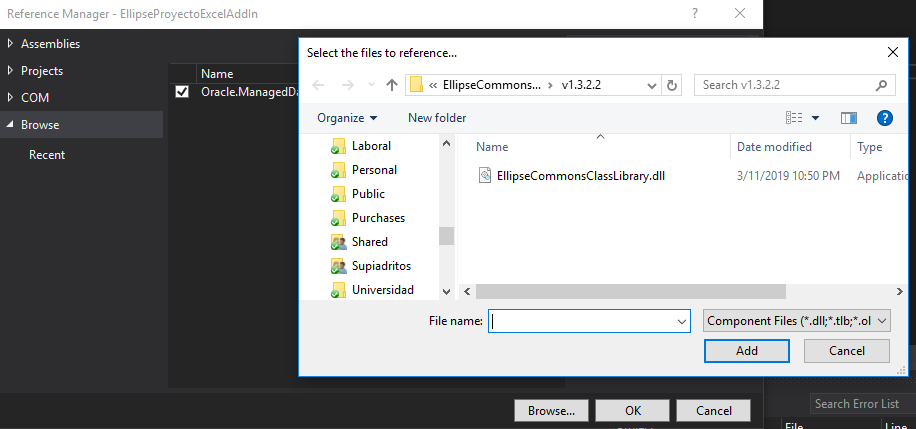 Reference Manager - EllipseProyectoExcelAddIn
Assemblies
Projects
COM
Browse
Recent
Name
Oracle.ManagedDa
Select the files to reference...
« EllipseCommons... › v1.3.2.2
Search v1.3.2.2
Organize
New folder
Laboral
Personal
Public
Purchases
Shared
Supiadritos
Universidad
Name Date modified Type
EllipseCommonsClassLibrary.dll 3/11/2019 10:50 PM Applicatio
File name:
Component Files (*.dll;*.tlb;*.ol
Add
Cancel
Browse... OK Cancel
Search Error List
File Line